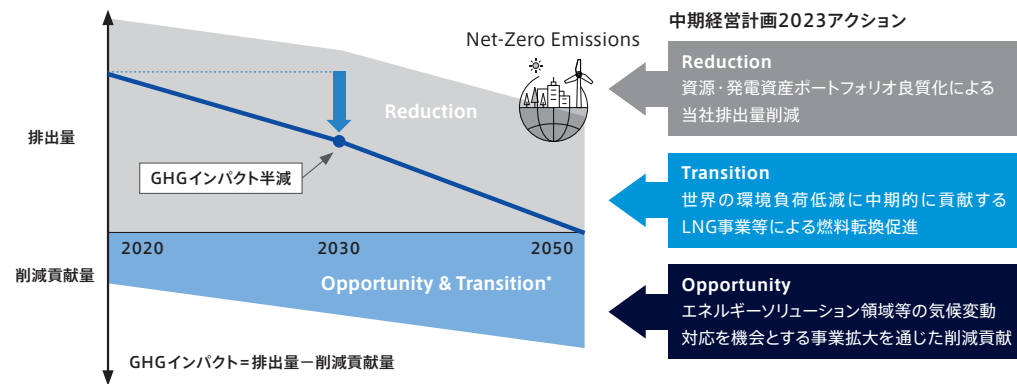 中期経営計画2023アクション
Net-Zero Emissions
Reduction
排出量
GHGインパクト半減
2020
2030
2050
削減貢献量
Opportunity & Transition*
GHGインパクト=排出量−削減貢献量
Reduction
資源・発電資産ポートフォリオ良質化による
当社排出量削減
Transition
世界の環境負荷低減に中期的に貢献する
LNG事業等による燃料転換促進
Opportunity
エネルギーソリューション領域等の気候変動
対応を機会とする事業拡大を通じた削減貢献